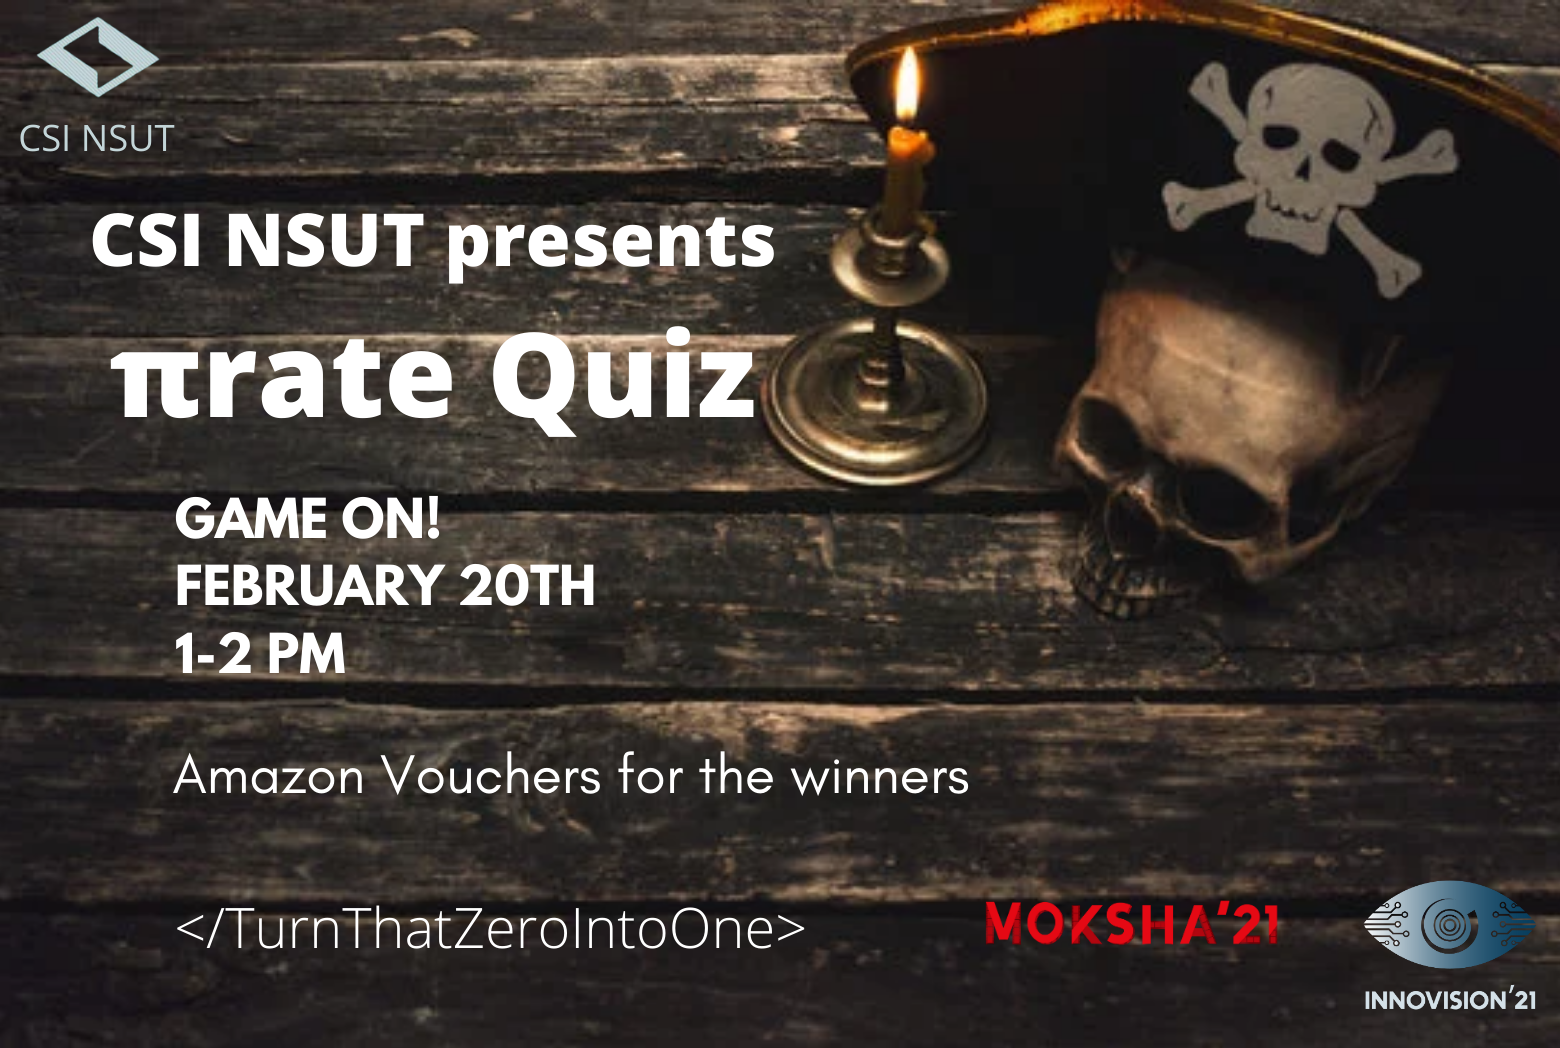 CSI NSUT
CSI NSUT presents
πrate Quiz
GAME ON!
FEBRUARY 20TH
1-2 PM
Amazon Vouchers for the winners
</TurnThatZeroIntoOne>
MOKSHA'21
INNOVISION'21